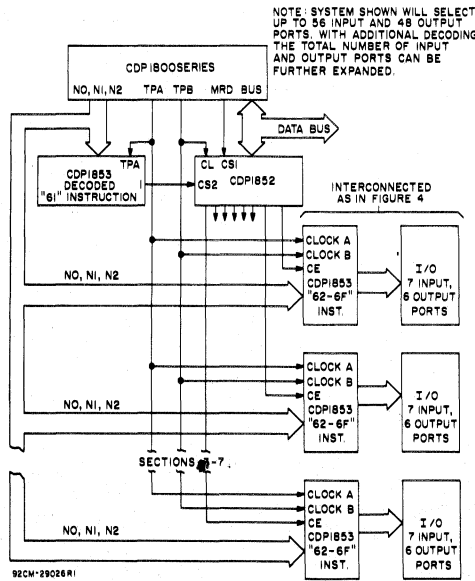 NOTE: SYSTEM SHOWN WILL SELECT
UP TO 56 INPUT AND 48 OUTPUT
PORTS. WITH ADDITIONAL DECODING
THE TOTAL NUMBER OF INPUT
AND OUTPUT PORTS CAN BE
FURTHER EXPANDED.
CDP1800SERIES
NO, N1, N2 TPA TPB MRD BUS
DATA BUS
TPA
CDP1853
DECODED
"61" INSTRUCTION
1
CL CS1
CDP1852
CS2
INTERCONNECTED
AS IN FIGURE 4
NO, N1, N2
CLOCK A
CLOCK B
CE
CDP1853
"62-6F"
INST.
I/O
7 INPUT,
6 OUTPUT
PORTS
NO, N1, N2
CLOCK A
CLOCK B
CE
CDP1853
"62-6F"
INST.
I/O
7 INPUT,
6 OUTPUT
PORTS
SECTIONS -7
NO, N1, N2
CLOCK A
CLOCK B
CE
CDP1853
"62-6F"
INST.
I/O
7 INPUT,
6 OUTPUT
PORTS
92CM-29026R1